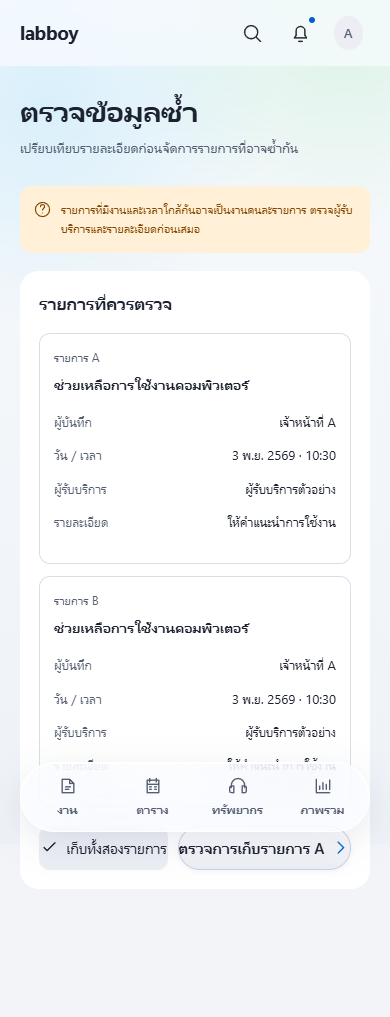 labboy
A
ตรวจข้อมูลซ้ำ
เปรียบเทียบรายละเอียดก่อนจัดการรายการที่อาจซ้ำกัน
รายการที่มีงานและเวลาใกล้กันอาจเป็นงานคนละรายการ ตรวจผู้รับ
บริการและรายละเอียดก่อนเสมอ
รายการที่ควรตรวจ
รายการ A
ช่วยเหลือการใช้งานคอมพิวเตอร์
ผู้บันทึก เจ้าหน้าที่ A
วัน / เวลา 3 พ.ย. 2569 · 10:30
ผู้รับบริการ ผู้รับบริการตัวอย่าง
รายละเอียด ให้คำแนะนำการใช้งาน
รายการ B
ช่วยเหลือการใช้งานคอมพิวเตอร์
ผู้บันทึก เจ้าหน้าที่ A
วัน / เวลา 3 พ.ย. 2569 · 10:30
ผู้รับบริการ ผู้รับบริการตัวอย่าง
งาน ตาราง ทรัพยากร ภาพรวม
เก็บทั้งสองรายการ ตรวจการเก็บรายการ A